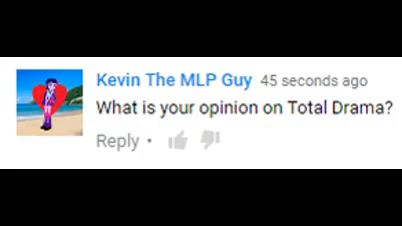 Kevin The MLP Guy 45 seconds ago
What is your opinion on Total Drama?
Reply •